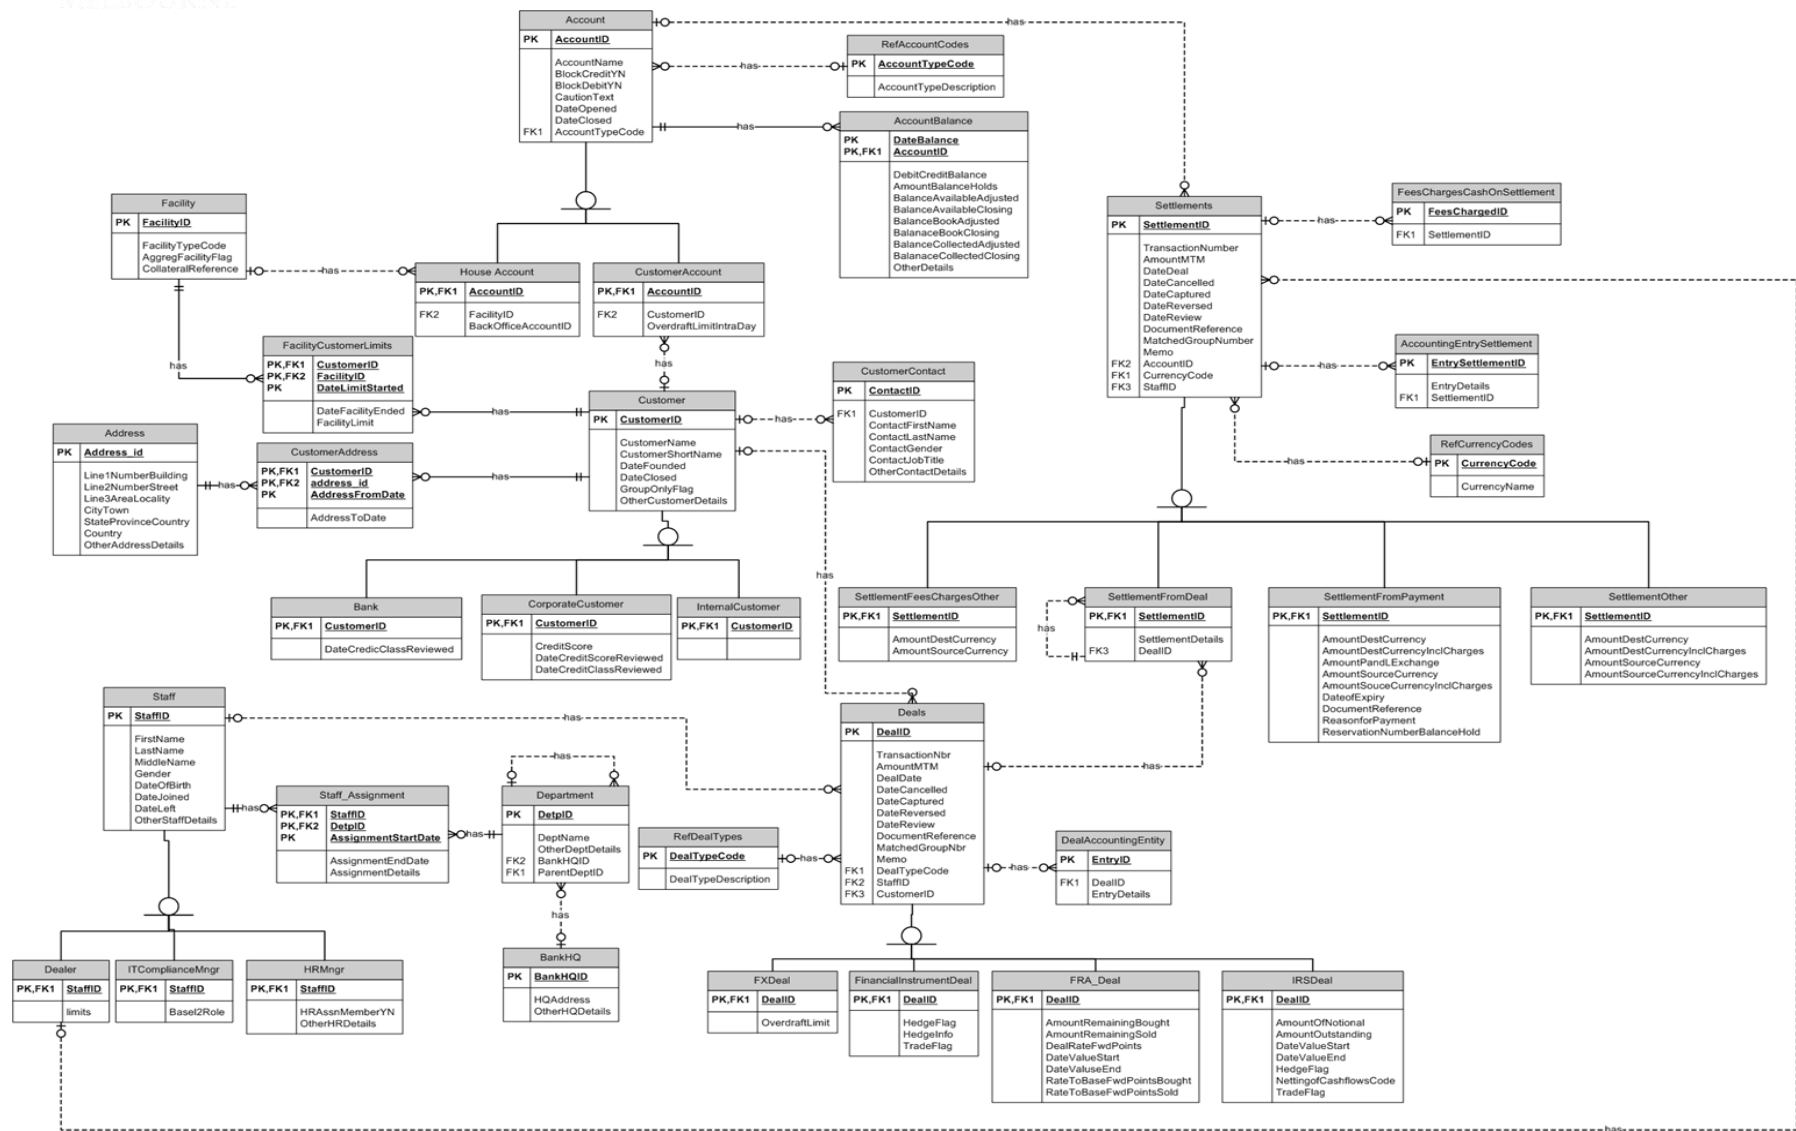 MELBOURNE
Account
PK AccountID
AccountName
BlockCreditYN
BlockDebitYN
CautionText
DateOpened
DateClosed
FK1 AccountTypeCode
has
has
RefAccountCodes
PK AccountTypeCode
AccountTypeDescription
has
AccountBalance
PK DateBalance
PK,FK1 AccountID
DebitCreditBalance
AmountBalanceHolds
BalanceAvailableAdjusted
BalanceAvailableClosing
BalanceBookAdjusted
BalanaceBookClosing
BalanceCollectedAdjusted
BalanaceCollectedClosing
OtherDetails
Facility
PK FacilityID
FacilityTypeCode
AggregFacilityFlag
CollateralReference
has
has
House Account
PK,FK1 AccountID
FK2 FacilityID
BackOfficeAccountID
CustomerAccount
PK,FK1 AccountID
FK2 CustomerID
OverdraftLimitIntraDay
has
Settlements
PK SettlementID
TransactionNumber
AmountMTM
DateDeal
DateCancelled
DateCaptured
DateReversed
DateReview
DocumentReference
MatchedGroupNumber
Memo
FK2 AccountID
FK1 CurrencyCode
FK3 StaffID
has
FeesChargesCashOnSettlement
PK FeesChargedID
FK1 SettlementID
has
AccountingEntrySettlement
PK EntrySettlementID
EntryDetails
FK1 SettlementID
has
RefCurrencyCodes
PK CurrencyCode
CurrencyName
FacilityCustomerLimits
PK,FK1 CustomerID
PK,FK2 FacilityID
PK DateLimitStarted
DateFacilityEnded
FacilityLimit
has
Customer
PK CustomerID
CustomerName
CustomerShortName
DateFounded
DateClosed
GroupOnlyFlag
OtherCustomerDetails
has
CustomerContact
PK ContactID
FK1 CustomerID
ContactFirstName
ContactLastName
ContactGender
ContactJobTitle
OtherContactDetails
Address
PK Address_id
Line1NumberBuilding
Line2NumberStreet
Line3AreaLocality
CityTown
StateProvinceCountry
Country
OtherAddressDetails
has
CustomerAddress
PK,FK1 CustomerID
PK,FK2 address_id
PK AddressFromDate
AddressToDate
has
has
Bank
PK,FK1 CustomerID
DateCredicClassReviewed
CorporateCustomer
PK,FK1 CustomerID
CreditScore
DateCreditScoreReviewed
DateCreditClassReviewed
InternalCustomer
PK,FK1 CustomerID
SettlementFeesChargesOther
PK,FK1 SettlementID
AmountDestCurrency
AmountSourceCurrency
has
SettlementFromDeal
PK,FK1 SettlementID
SettlementDetails
FK3 DealID
SettlementFromPayment
PK,FK1 SettlementID
AmountDestCurrency
AmountDestCurrencyInclCharges
AmountPandLExchange
AmountSourceCurrency
AmountSouceCurrencyInclCharges
DateofExpiry
DocumentReference
ReasonforPayment
ReservationNumberBalanceHold
SettlementOther
PK,FK1 SettlementID
AmountDestCurrency
AmountDestCurrencyInclCharges
AmountSourceCurrency
AmountSourceCurrencyInclCharges
Staff
PK StaffID
FirstName
LastName
MiddleName
Gender
DateOfBirth
DateJoined
DateLeft
OtherStaffDetails
has
has
Staff_Assignment
PK,FK1 StaffID
PK,FK2 DetpID
PK AssignmentStartDate
AssignmentEndDate
AssignmentDetails
has
has
Department
PK DetpID
DeptName
OtherDeptDetails
FK2 BankHQID
FK1 ParentDeptID
has
BankHQ
PK BankHQID
HQAddress
OtherHQDetails
RefDealTypes
PK DealTypeCode
DealTypeDescription
has
Deals
PK DealID
TransactionNbr
AmountMTM
DealDate
DateCancelled
DateCaptured
DateReversed
DateReview
DocumentReference
MatchedGroupNbr
Memo
FK1 DealTypeCode
FK2 StaffID
FK3 CustomerID
has
has
DealAccountingEntity
PK EntryID
FK1 DealID
EntryDetails
Dealer
PK,FK1 StaffID
limits
ITComplianceMngr
PK,FK1 StaffID
Basel2Role
HRMngr
PK,FK1 StaffID
HRAssnMemberYN
OtherHRDetails
FXDeal
PK,FK1 DealID
OverdraftLimit
FinancialInstrumentDeal
PK,FK1 DealID
HedgeFlag
HedgeInfo
TradeFlag
FRA_Deal
PK,FK1 DealID
AmountRemainingBought
AmountRemainingSold
DealRateFwdPoints
DateValueStart
DateValuseEnd
RateToBaseFwdPointsBought
RateToBaseFwdPointsSold
IRSDeal
PK,FK1 DealID
AmountOfNotional
AmountOutstanding
DateValueStart
DateValueEnd
HedgeFlag
NettingofCashflowsCode
TradeFlag
has